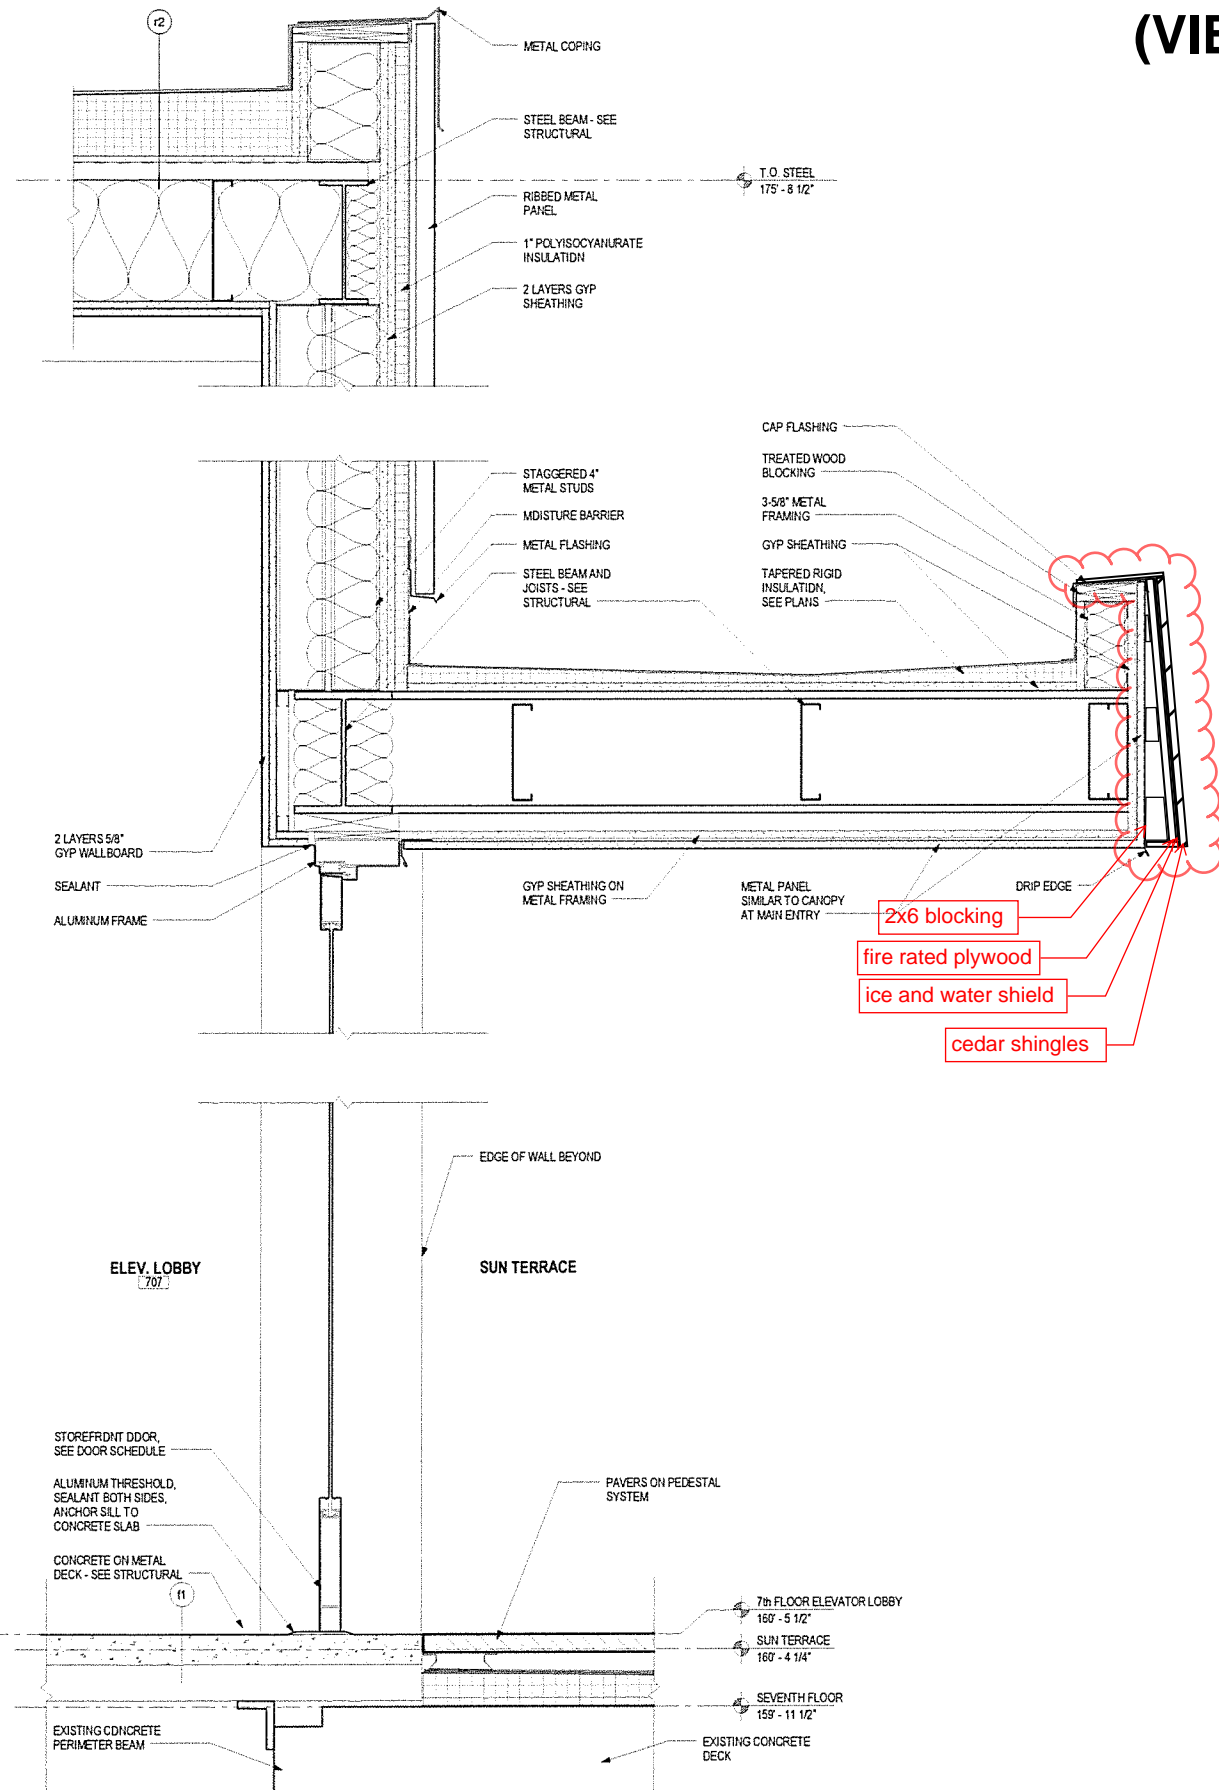 (VIE
r2
METAL COPING
STEEL BEAM - SEE
STRUCTURAL
T.O. STEEL
175' - 8 1/2"
RIBBED METAL
PANEL
1" POLYISOCYANURATE
INSULATION
2 LAYERS GYP
SHEATHING
CAP FLASHING
TREATED WOOD
BLOCKING
3-5/8" METAL
FRAMING
GYP SHEATHING
TAPERED RIGID
INSULATION,
SEE PLANS
STAGGERED 4"
METAL STUDS
MOISTURE BARRIER
METAL FLASHING
STEEL BEAM AND
JOISTS - SEE
STRUCTURAL
2 LAYERS 5/8"
GYP WALLBOARD
SEALANT
ALUMINUM FRAME
GYP SHEATHING ON
METAL FRAMING
METAL PANEL
SIMILAR TO CANOPY
AT MAIN ENTRY
DRIP EDGE
2x6 blocking
fire rated plywood
ice and water shield
cedar shingles
EDGE OF WALL BEYOND
ELEV. LOBBY
707
SUN TERRACE
STOREFRONT DOOR,
SEE DOOR SCHEDULE
ALUMINUM THRESHOLD,
SEALANT BOTH SIDES,
ANCHOR SILL TO
CONCRETE SLAB
CONCRETE ON METAL
DECK - SEE STRUCTURAL
f1
PAVERS ON PEDESTAL
SYSTEM
7th FLOOR ELEVATOR LOBBY
160' - 5 1/2"
SUN TERRACE
160' - 4 1/4"
SEVENTH FLOOR
159' - 11 1/2"
EXISTING CONCRETE
PERIMETER BEAM
EXISTING CONCRETE
DECK